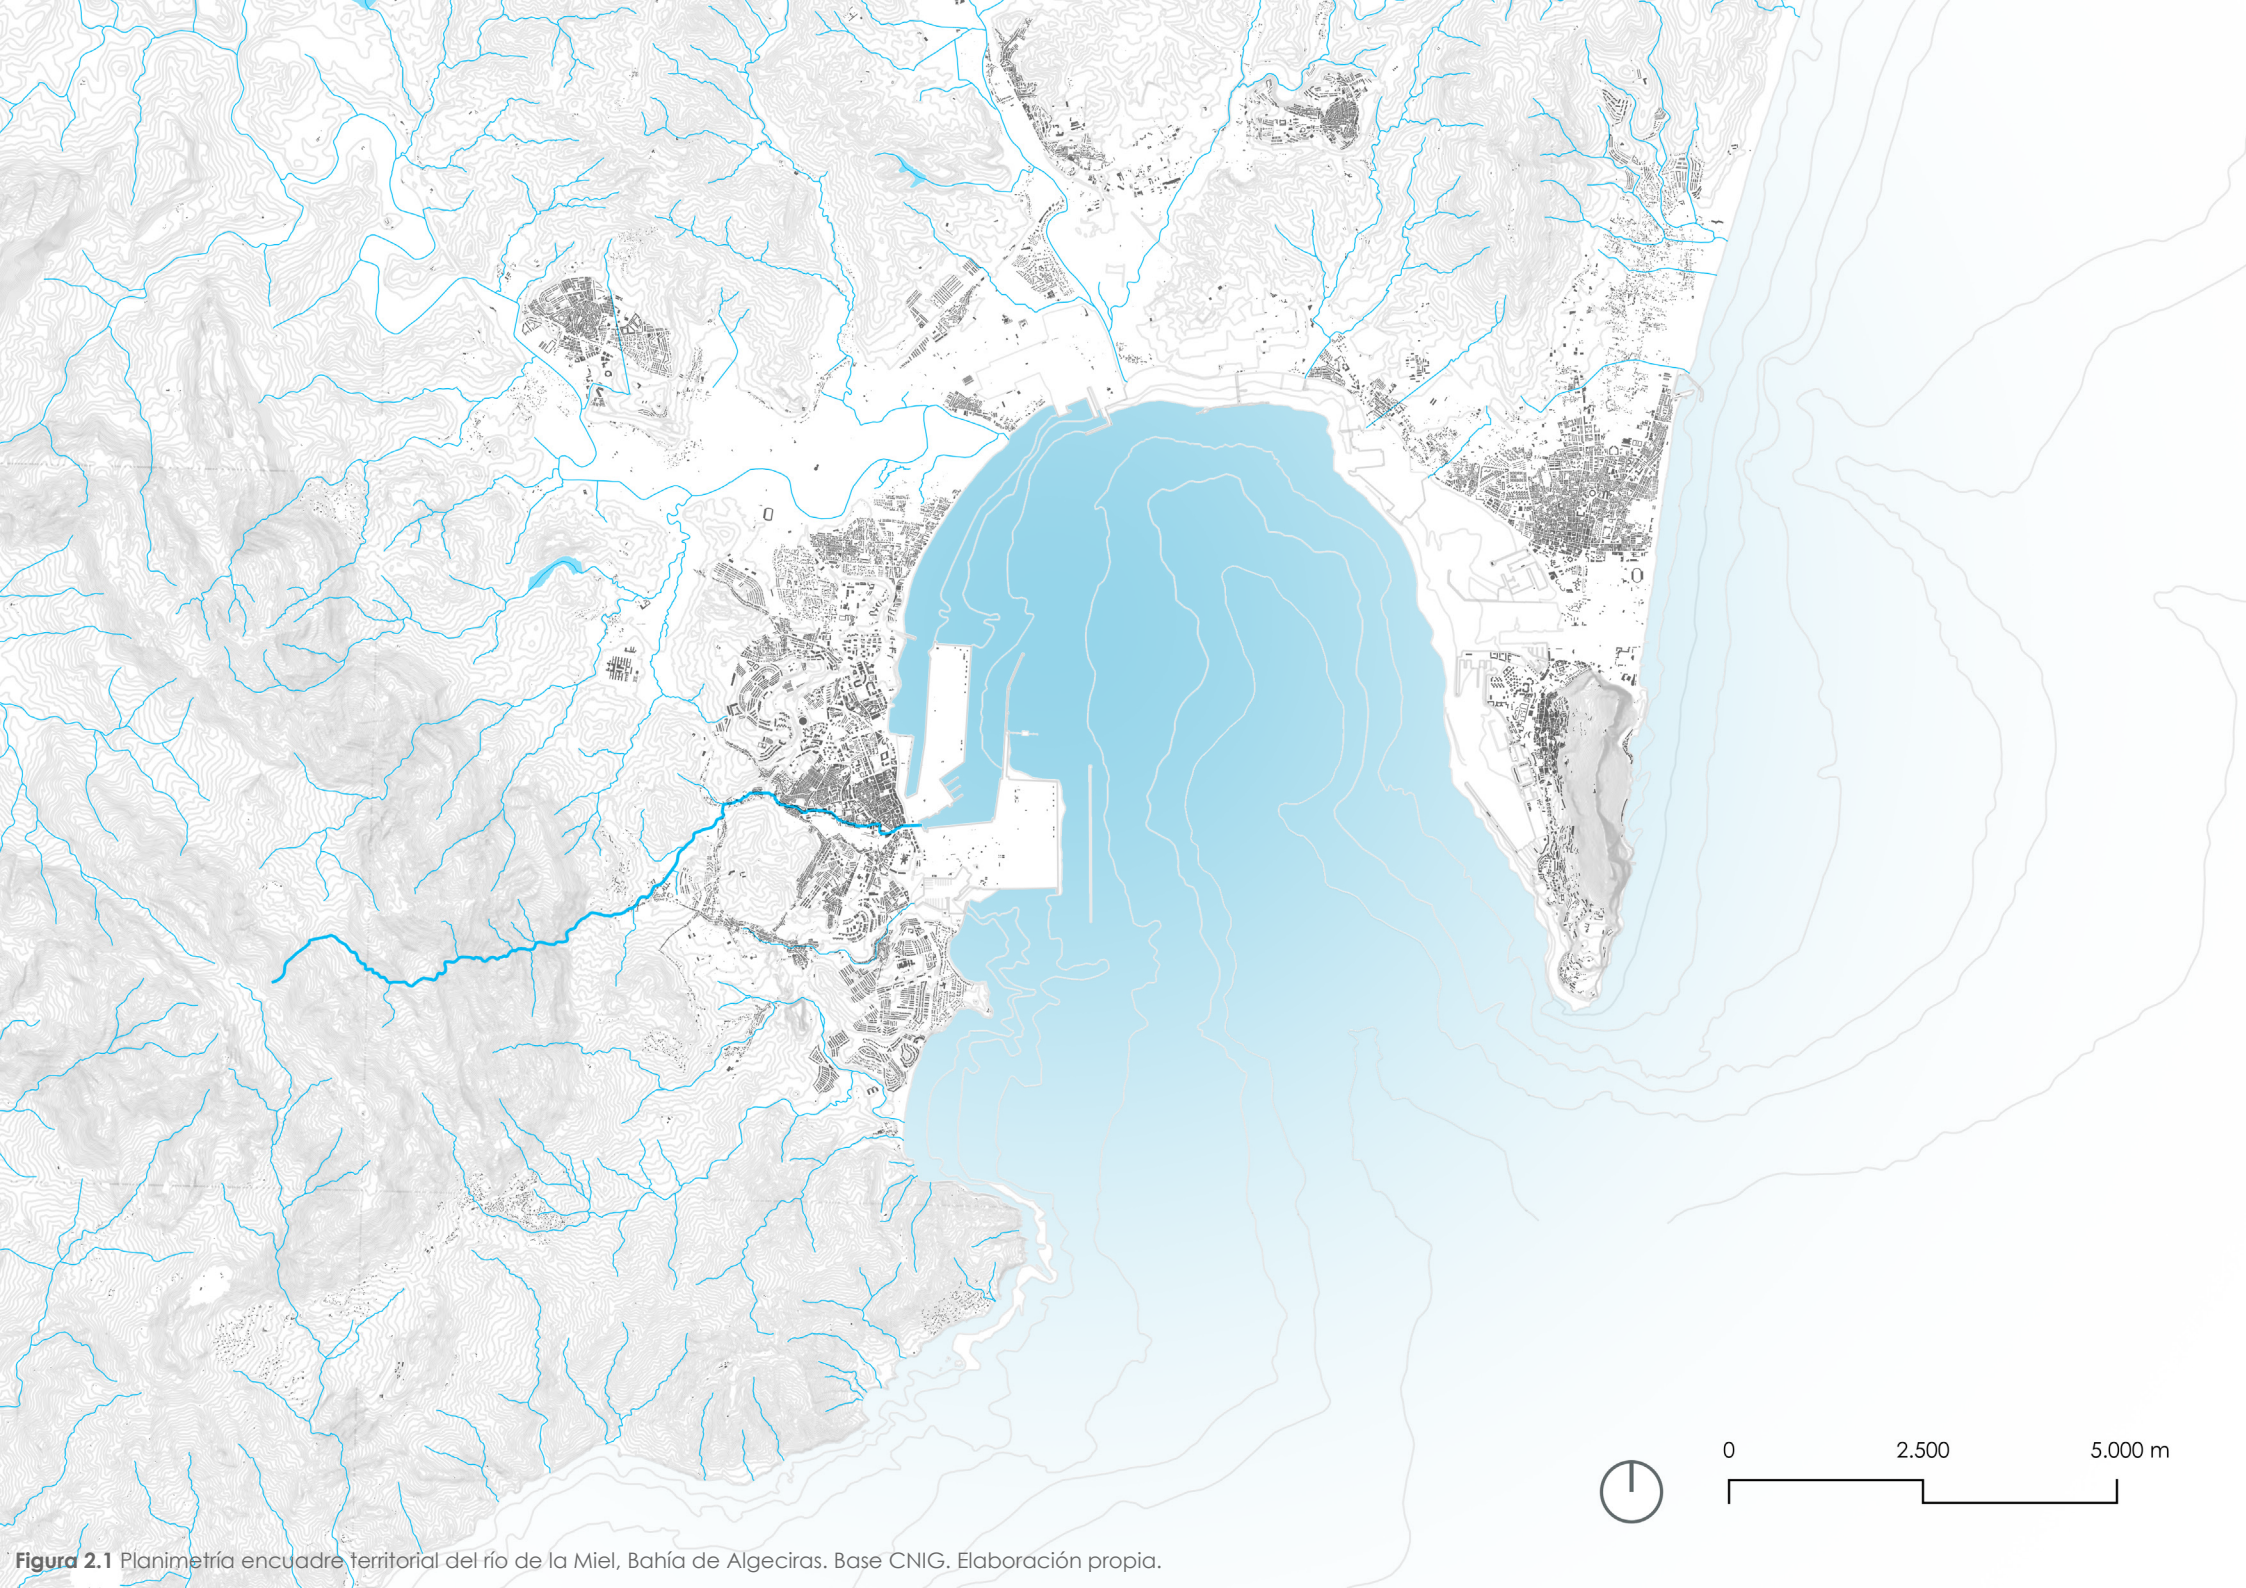 0 2.500 5.000 m
Figura 2.1 Planimetría encuadre territorial del río de la Miel, Bahía de Algeciras. Base CNIG. Elaboración propia.